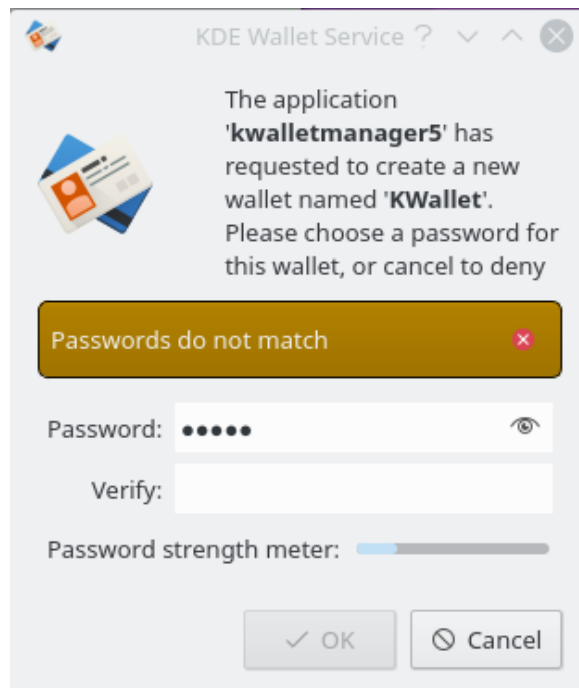 KDE Wallet Service ?
The application
'kwalletmanager5' has
requested to create a new
wallet named 'KWallet'.
Please choose a password for
this wallet, or cancel to deny
Passwords do not match
Password: •••••
Verify:
Password strength meter:
OK
Cancel